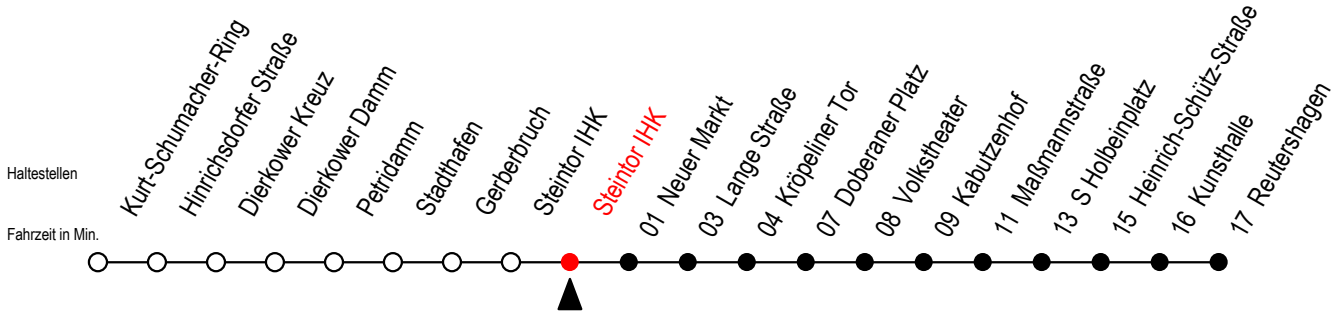 Haltestellen
Fahrzeit in Min.
Kurt-Schumacher-Ring
Hinrichsdorfer Straße
Dierkower Kreuz
Dierkower Damm
Petridamm
Stadthafen
Gerberbruch
Steintor IHK
Steintor IHK
01 Neuer Markt
03 Lange Straße
04 Kröpeliner Tor
07 Doberaner Platz
08 Volkstheater
09 Kabutzenhof
11 Maßmannstraße
13 S Holbeinplatz
15 Heinrich-Schütz-Straße
16 Kunsthalle
17 Reutershagen